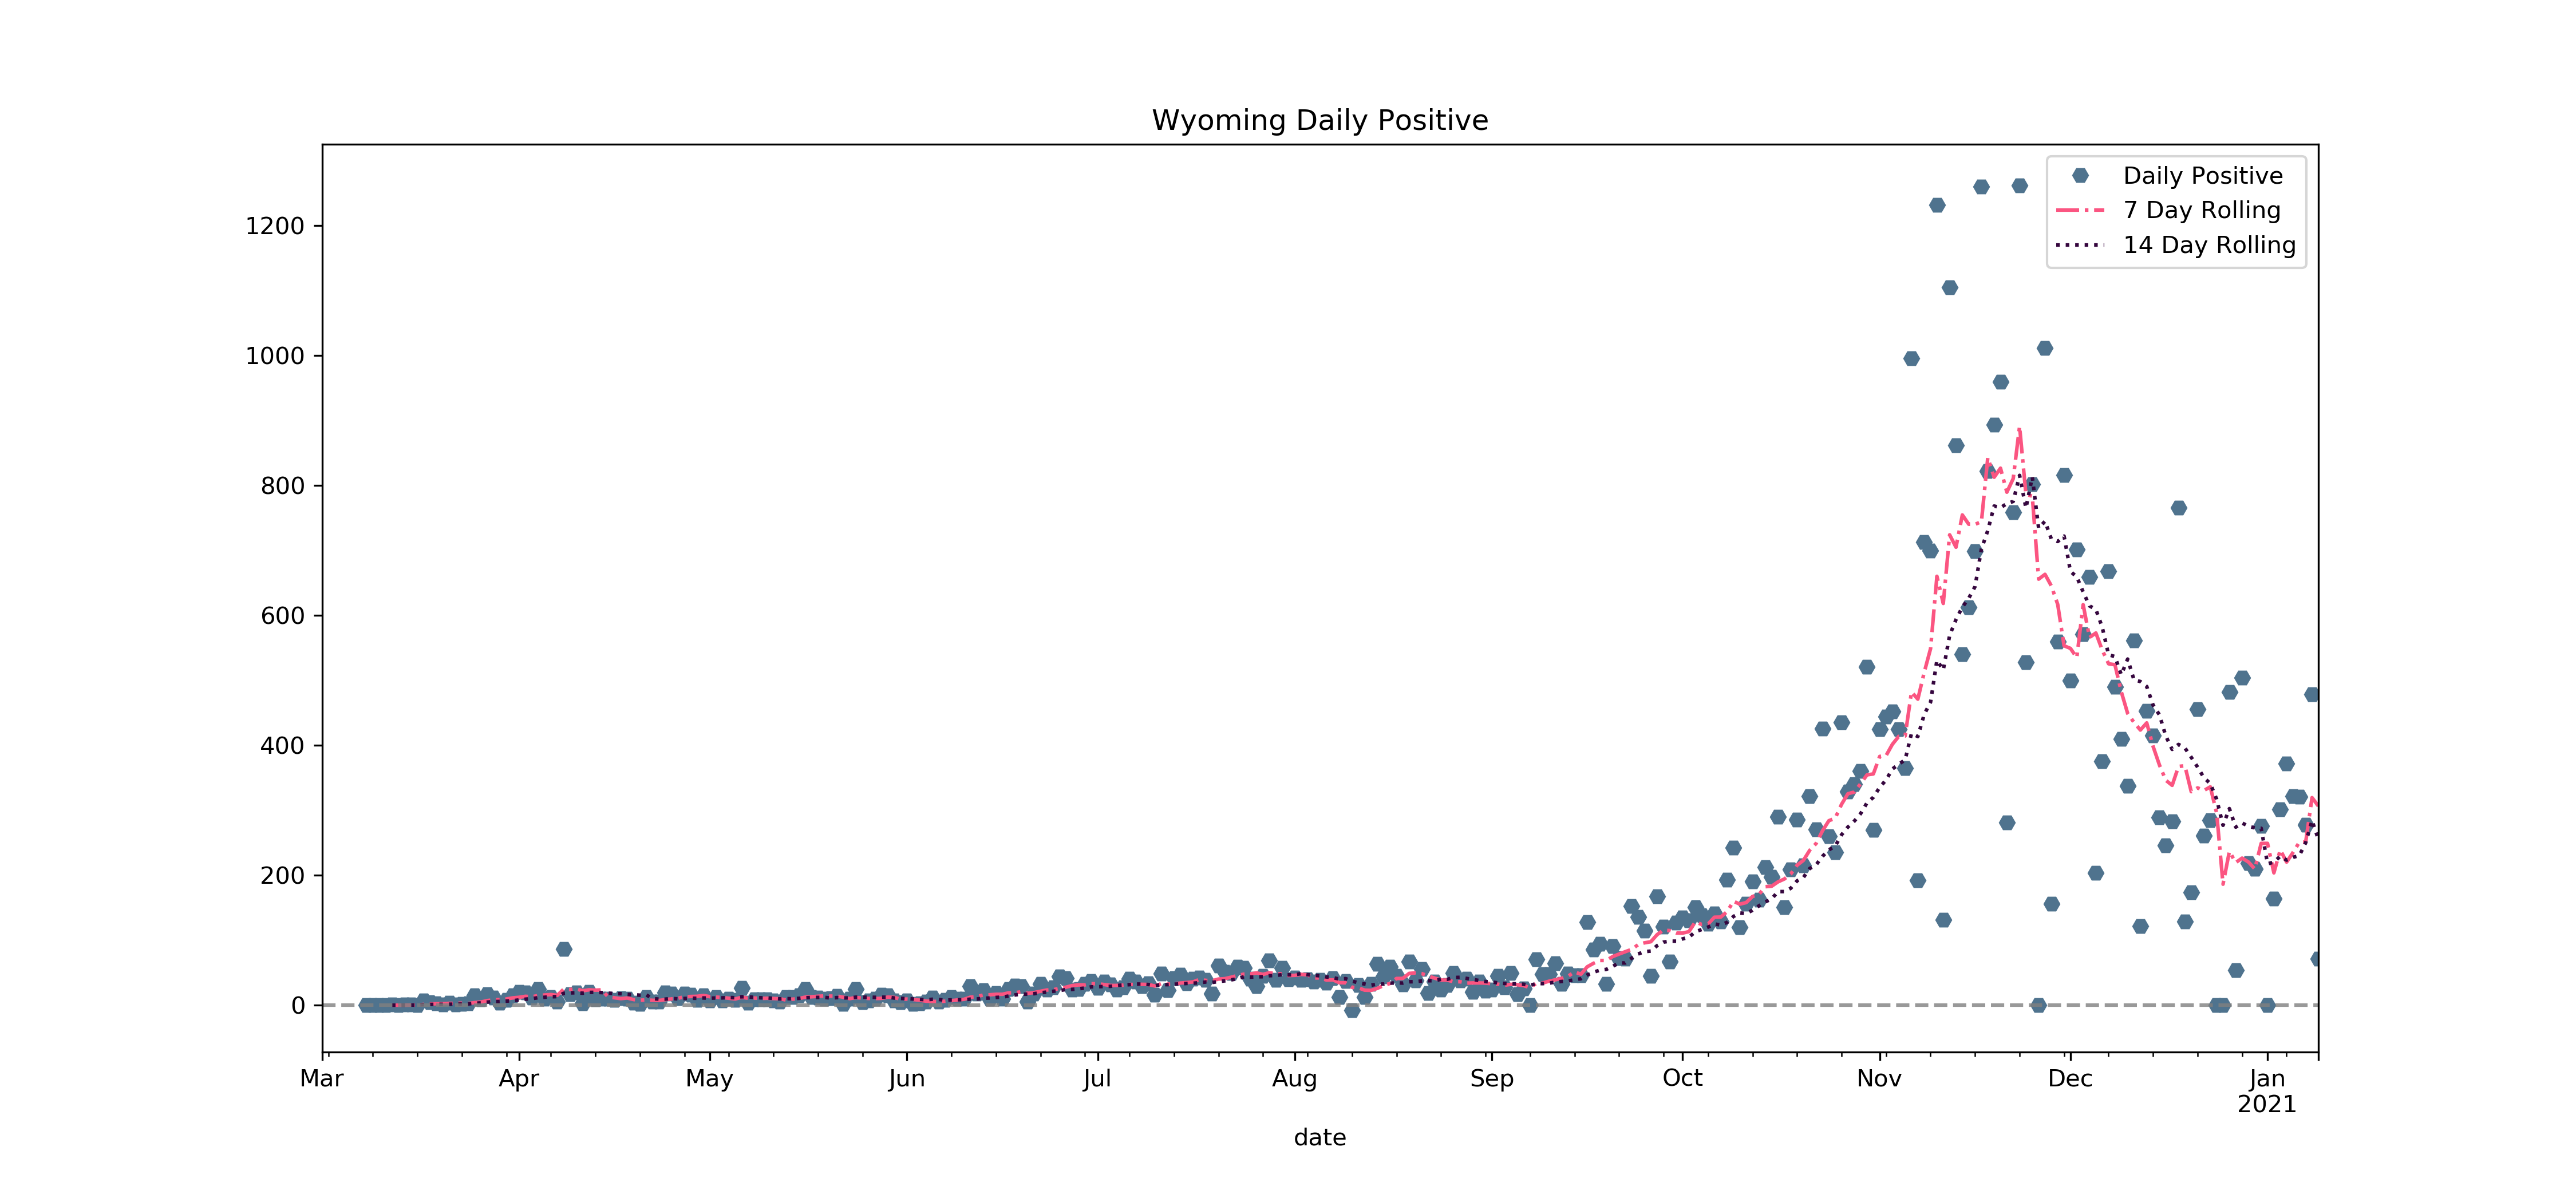 Wyoming Daily Positive
Daily Positive
7 Day Rolling
14 Day Rolling
1200
1000
800
600
400
200
0
Mar Apr May Jun Jul Aug Sep Oct Nov Dec Jan
2021
date